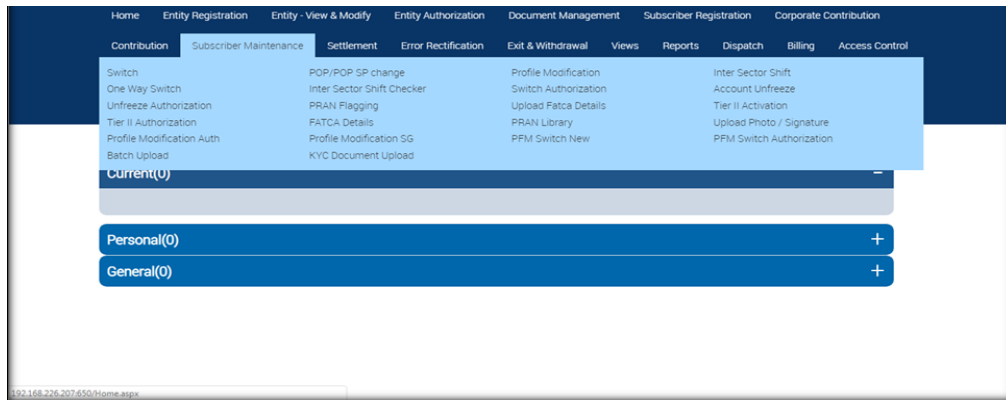 Home Entity Registration Entity - View & Modify Entity Authorization Document Management Subscriber Registration Corporate Contribution
Contribution Subscriber Maintenance Settlement Error Rectification Exit & Withdrawal Views Reports Dispatch Billing Access Control
Switch POP/POP SP change Profile Modification Inter Sector Shift
One Way Switch Inter Sector Shift Checker Switch Authorization Account Unfreeze
Unfreeze Authorization PRAN Flagging Upload Fatca Details Tier II Activation
Tier II Authorization FATCA Details PRAN Library Upload Photo / Signature
Profile Modification Auth Profile Modification SG PFM Switch New PFM Switch Authorization
Batch Upload KYC Document Upload
Current(0)
Personal(0)
General(0)
192.168.226.207:650/Home.aspx